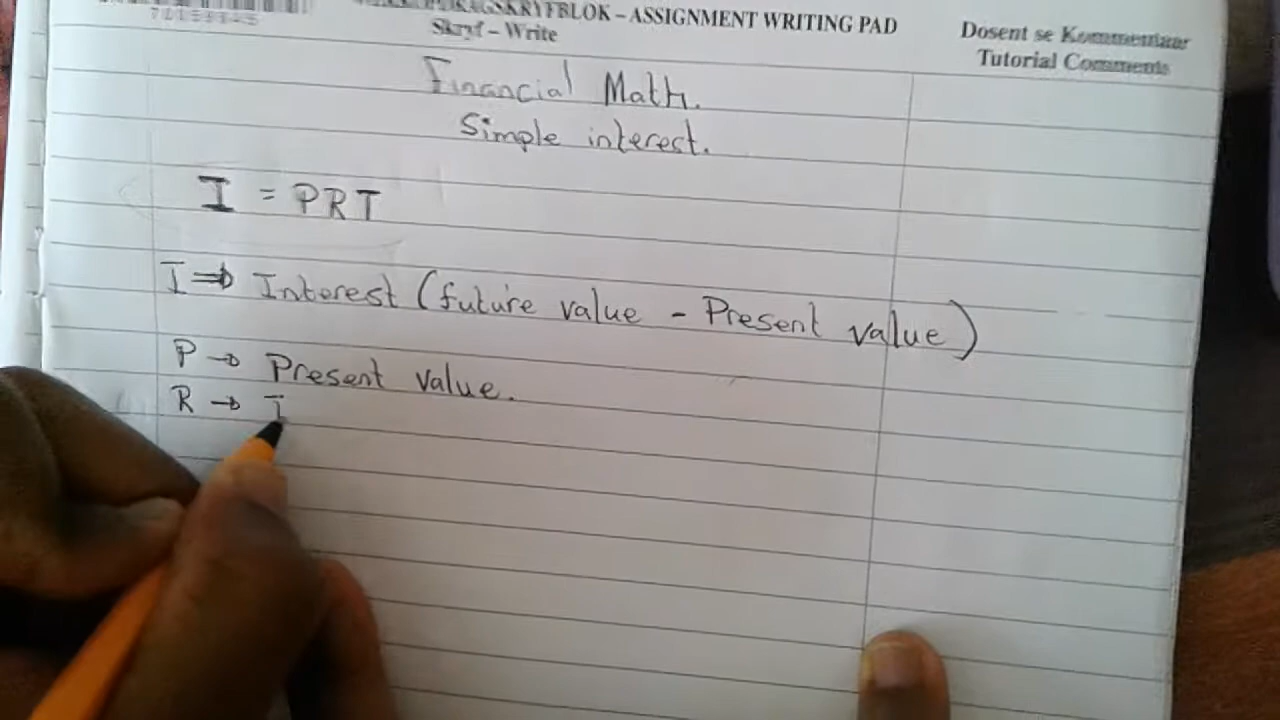 – ASSIGNMENT WRITING PAD
Skryf – Write
Dosent se Kommentaar
Tutorial Comments
Financial Math.
Simple interest.
I = PRT
I ⇒ Interest (future value - Present value)
P → Present value.
R → I